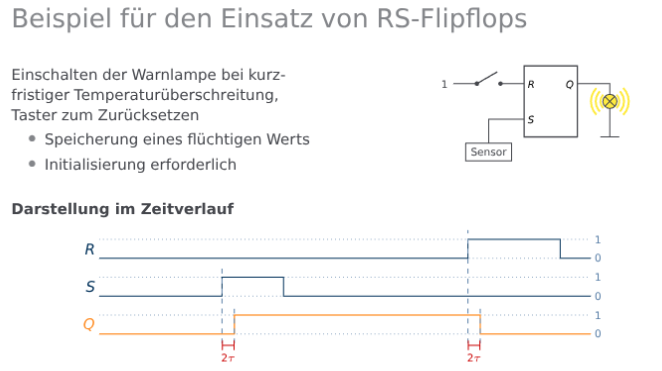 Beispiel für den Einsatz von RS-Flipflops
Einschalten der Warnlampe bei kurz-
fristiger Temperaturüberschreitung,
Taster zum Zurücksetzen
• Speicherung eines flüchtigen Werts
• Initialisierung erforderlich
1
R
Q
S
Sensor
Darstellung im Zeitverlauf
R
1
0
S
1
0
Q
1
0
2τ
2τ